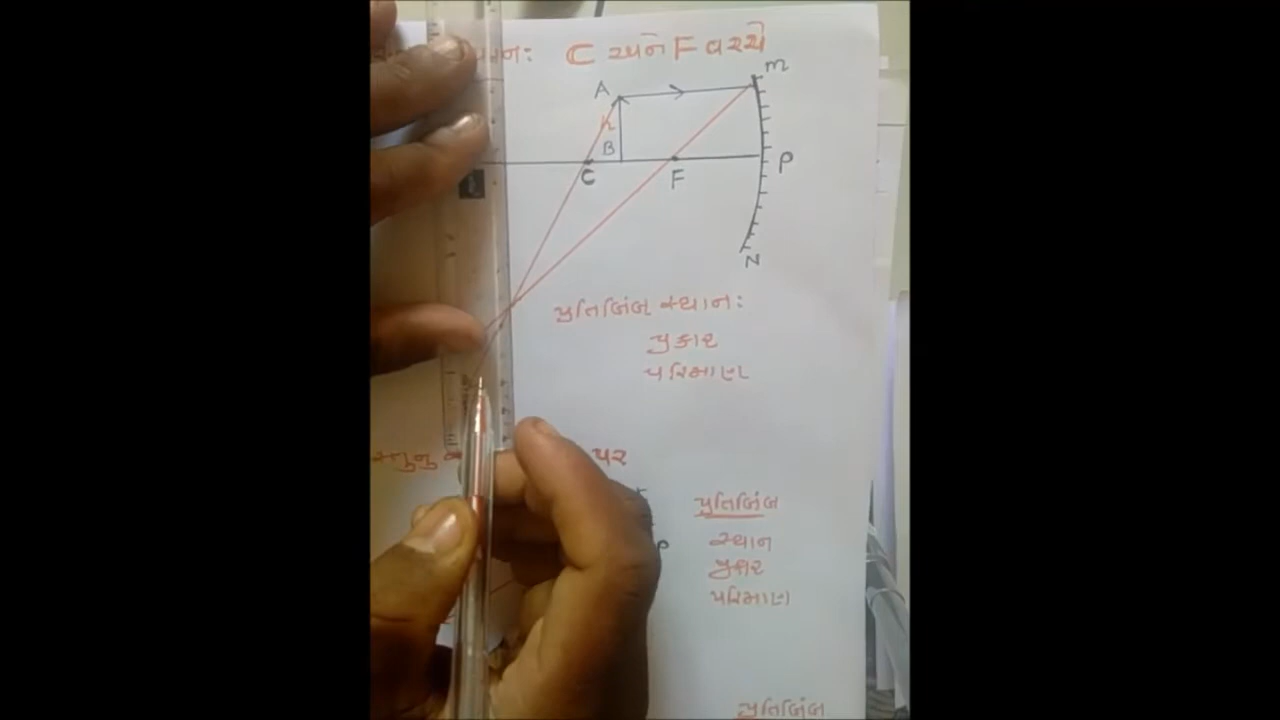 સ્થાન: C અને F વચ્ચે
M
A
h
B
P
C
F
N
પ્રતિબિંબ સ્થાન:
પ્રકાર
પરિમાણ
પર
પ્રતિબિંબ
સ્થાન
P
પ્રકાર
પરિમાણ
પ્રતિબિંબ